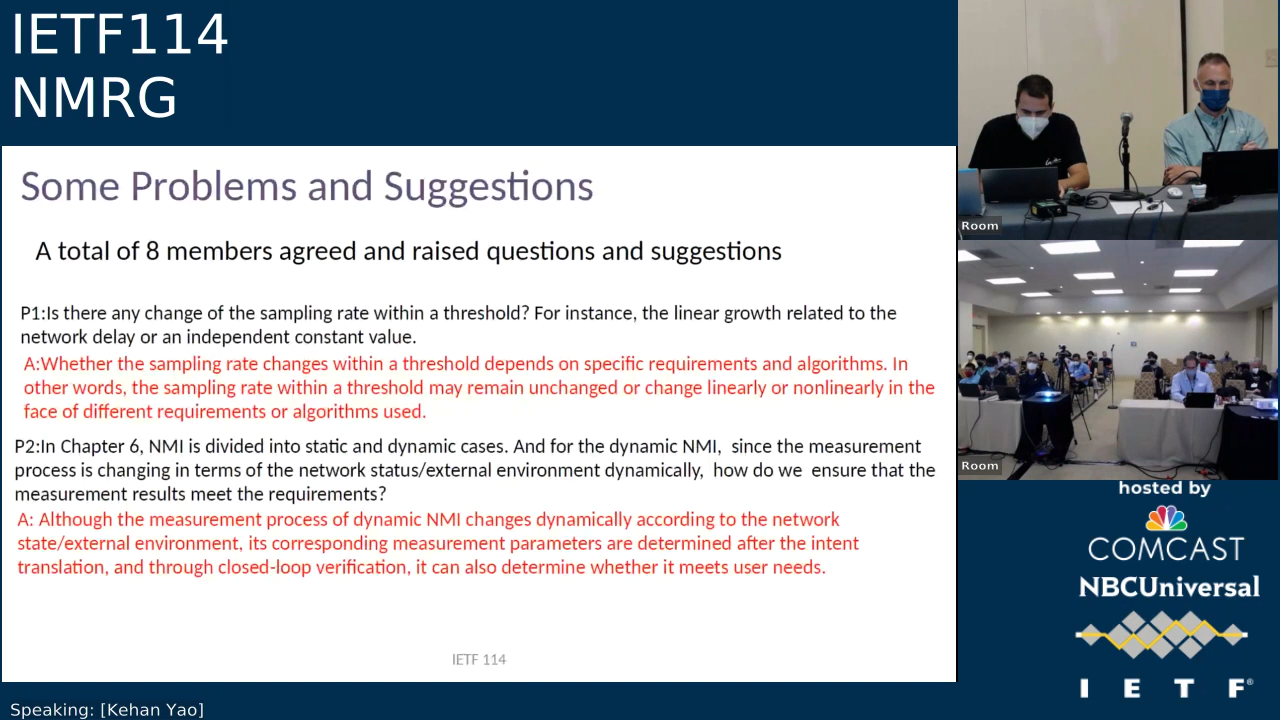 IETF114
NMRG
Some Problems and Suggestions
A total of 8 members agreed and raised questions and suggestions
P1:Is there any change of the sampling rate within a threshold? For instance, the linear growth related to the
network delay or an independent constant value.
A:Whether the sampling rate changes within a threshold depends on specific requirements and algorithms. In
other words, the sampling rate within a threshold may remain unchanged or change linearly or nonlinearly in the
face of different requirements or algorithms used.
P2:In Chapter 6, NMI is divided into static and dynamic cases. And for the dynamic NMI, since the measurement
process is changing in terms of the network status/external environment dynamically, how do we ensure that the
measurement results meet the requirements?
A: Although the measurement process of dynamic NMI changes dynamically according to the network
state/external environment, its corresponding measurement parameters are determined after the intent
translation, and through closed-loop verification, it can also determine whether it meets user needs.
IETF 114
Speaking: [Kehan Yao]
Room
Room
hosted by
COMCAST
NBCUniversal
I E T F®